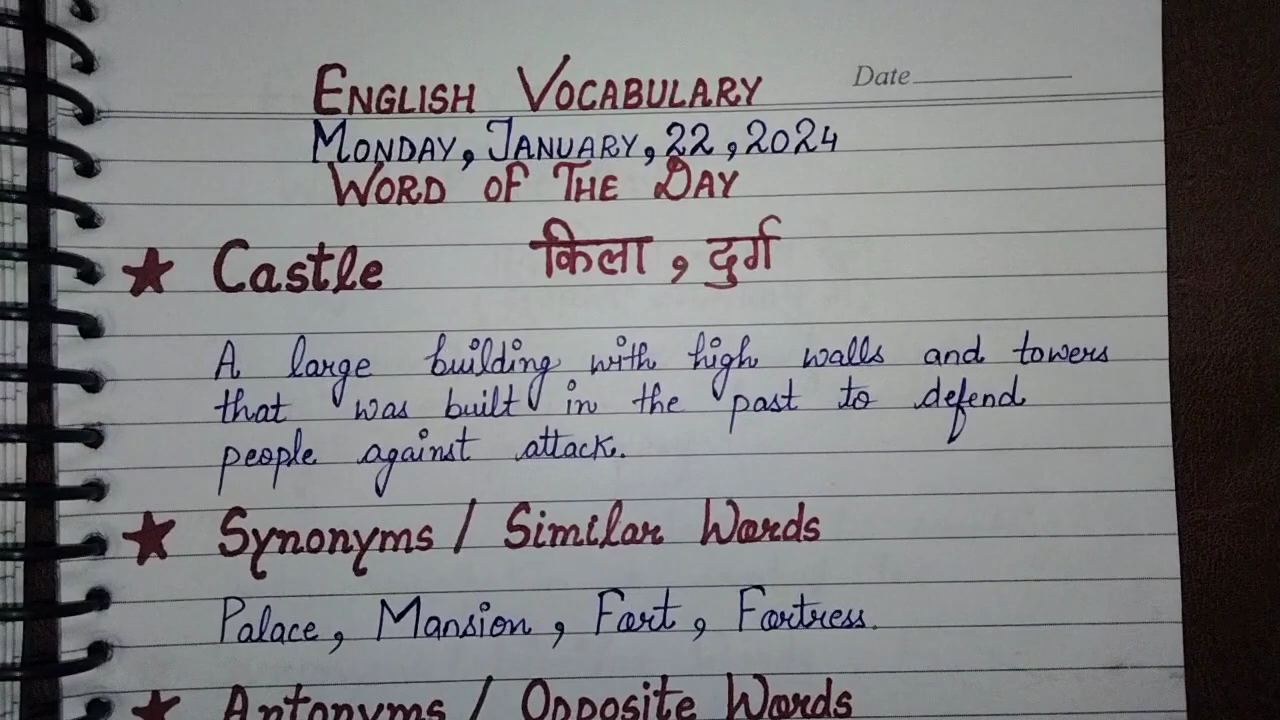 Date
ENGLISH VOCABULARY
MONDAY, JANUARY, 22, 2024
WORD OF THE DAY
★ Castle किला, दुर्ग
A large building with high walls and towers
that was built in the past to defend
people against attack.
★ Synonyms / Similar Words
Palace, Mansion, Fort, Fortress.
★ Antonyms / Opposite Words